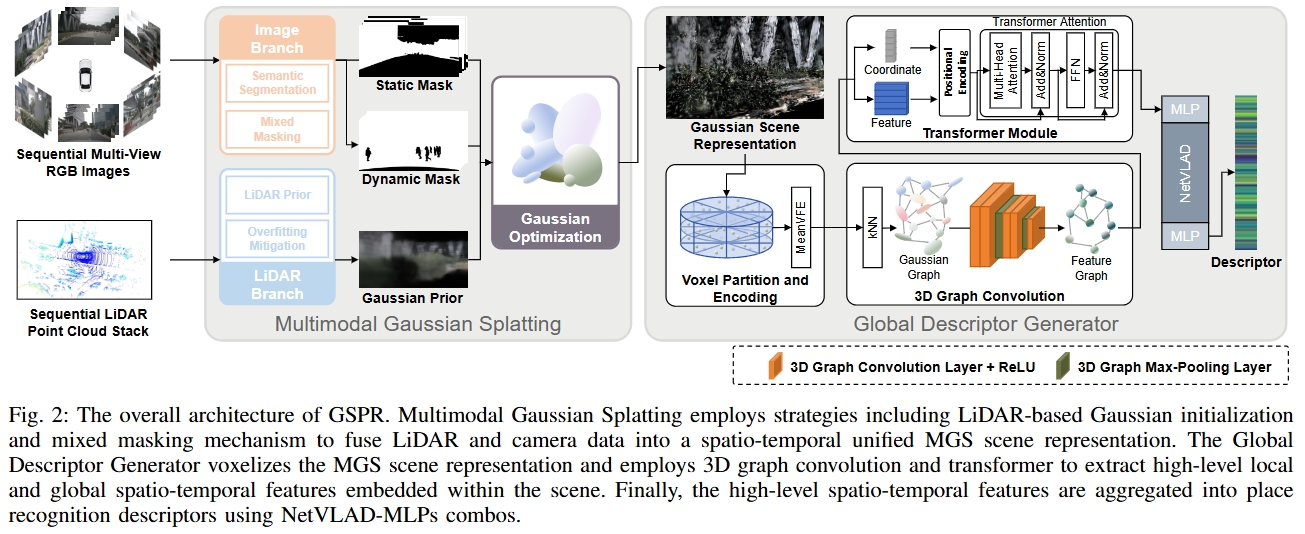 Sequential Multi-View
RGB Images
Sequential LiDAR
Point Cloud Stack
Image
Branch
Semantic
Segmentation
Mixed
Masking
LiDAR Prior
Overfitting
Mitigation
LiDAR
Branch
Static Mask
Dynamic Mask
Gaussian Prior
Gaussian
Optimization
Multimodal Gaussian Splatting
Gaussian Scene
Representation
Voxel Partition and
Encoding
MeanVFE
Coordinate
Feature
Positional
Encoding
Transformer Attention
Multi-Head
Attention
Add&Norm
FFN
Add&Norm
Transformer Module
kNN
Gaussian
Graph
Feature
Graph
3D Graph Convolution
MLP
NetVLAD
MLP
Descriptor
Global Descriptor Generator
3D Graph Convolution Layer + ReLU
3D Graph Max-Pooling Layer
Fig. 2: The overall architecture of GSPR. Multimodal Gaussian Splatting employs strategies including LiDAR-based Gaussian initialization
and mixed masking mechanism to fuse LiDAR and camera data into a spatio-temporal unified MGS scene representation. The Global
Descriptor Generator voxelizes the MGS scene representation and employs 3D graph convolution and transformer to extract high-level local
and global spatio-temporal features embedded within the scene. Finally, the high-level spatio-temporal features are aggregated into place
recognition descriptors using NetVLAD-MLPs combos.